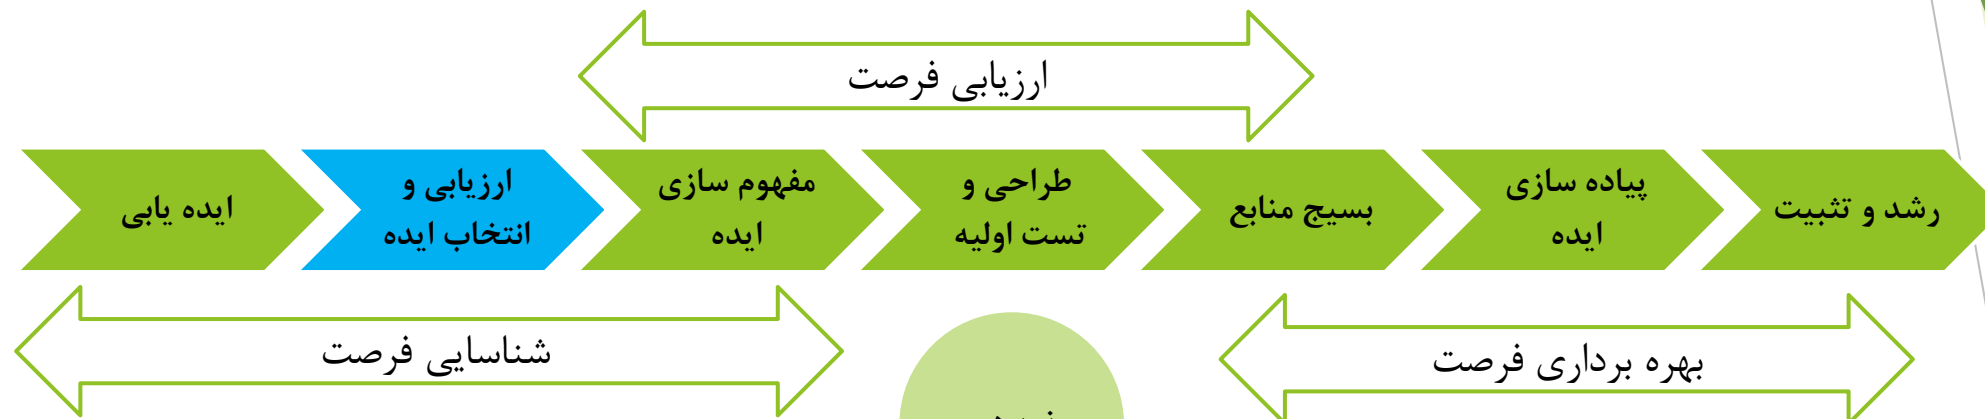 ارزیابی فرصت
ایده یابی
ارزیابی و
انتخاب ایده
مفهوم سازی
ایده
طراحی و
تست اولیه
بسیج منابع
پیاده سازی
ایده
رشد و تثبیت
شناسایی فرصت
بهره برداری فرصت